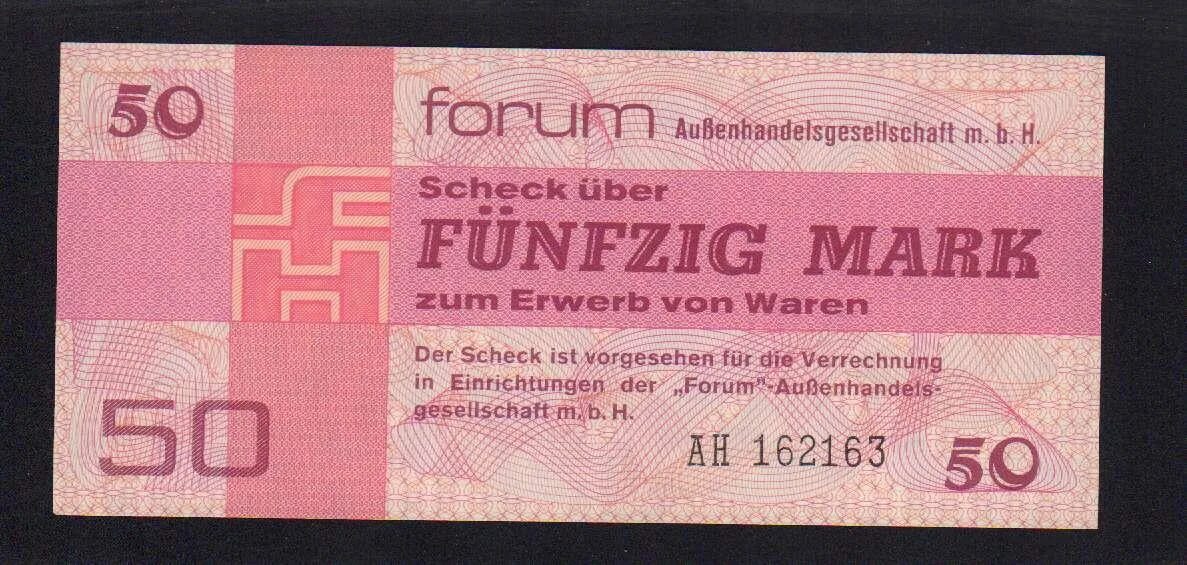 50
forum Außenhandelsgesellschaft m. b. H.
Scheck über
FÜNFZIG MARK
zum Erwerb von Waren
Der Scheck ist vorgesehen für die Verrechnung
in Einrichtungen der „Forum"-Außenhandels-
gesellschaft m. b. H.
50
AH 162163
50